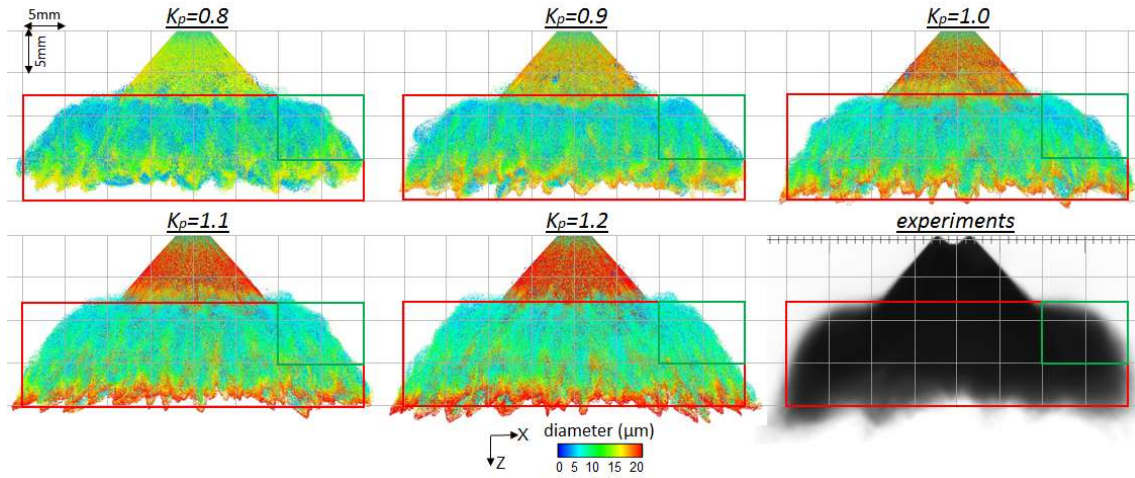 5mm
5mm
Kp=0.8
Kp=0.9
Kp=1.0
Kp=1.1
Kp=1.2
experiments
X
Z
diameter (μm)
0 5 10 15 20